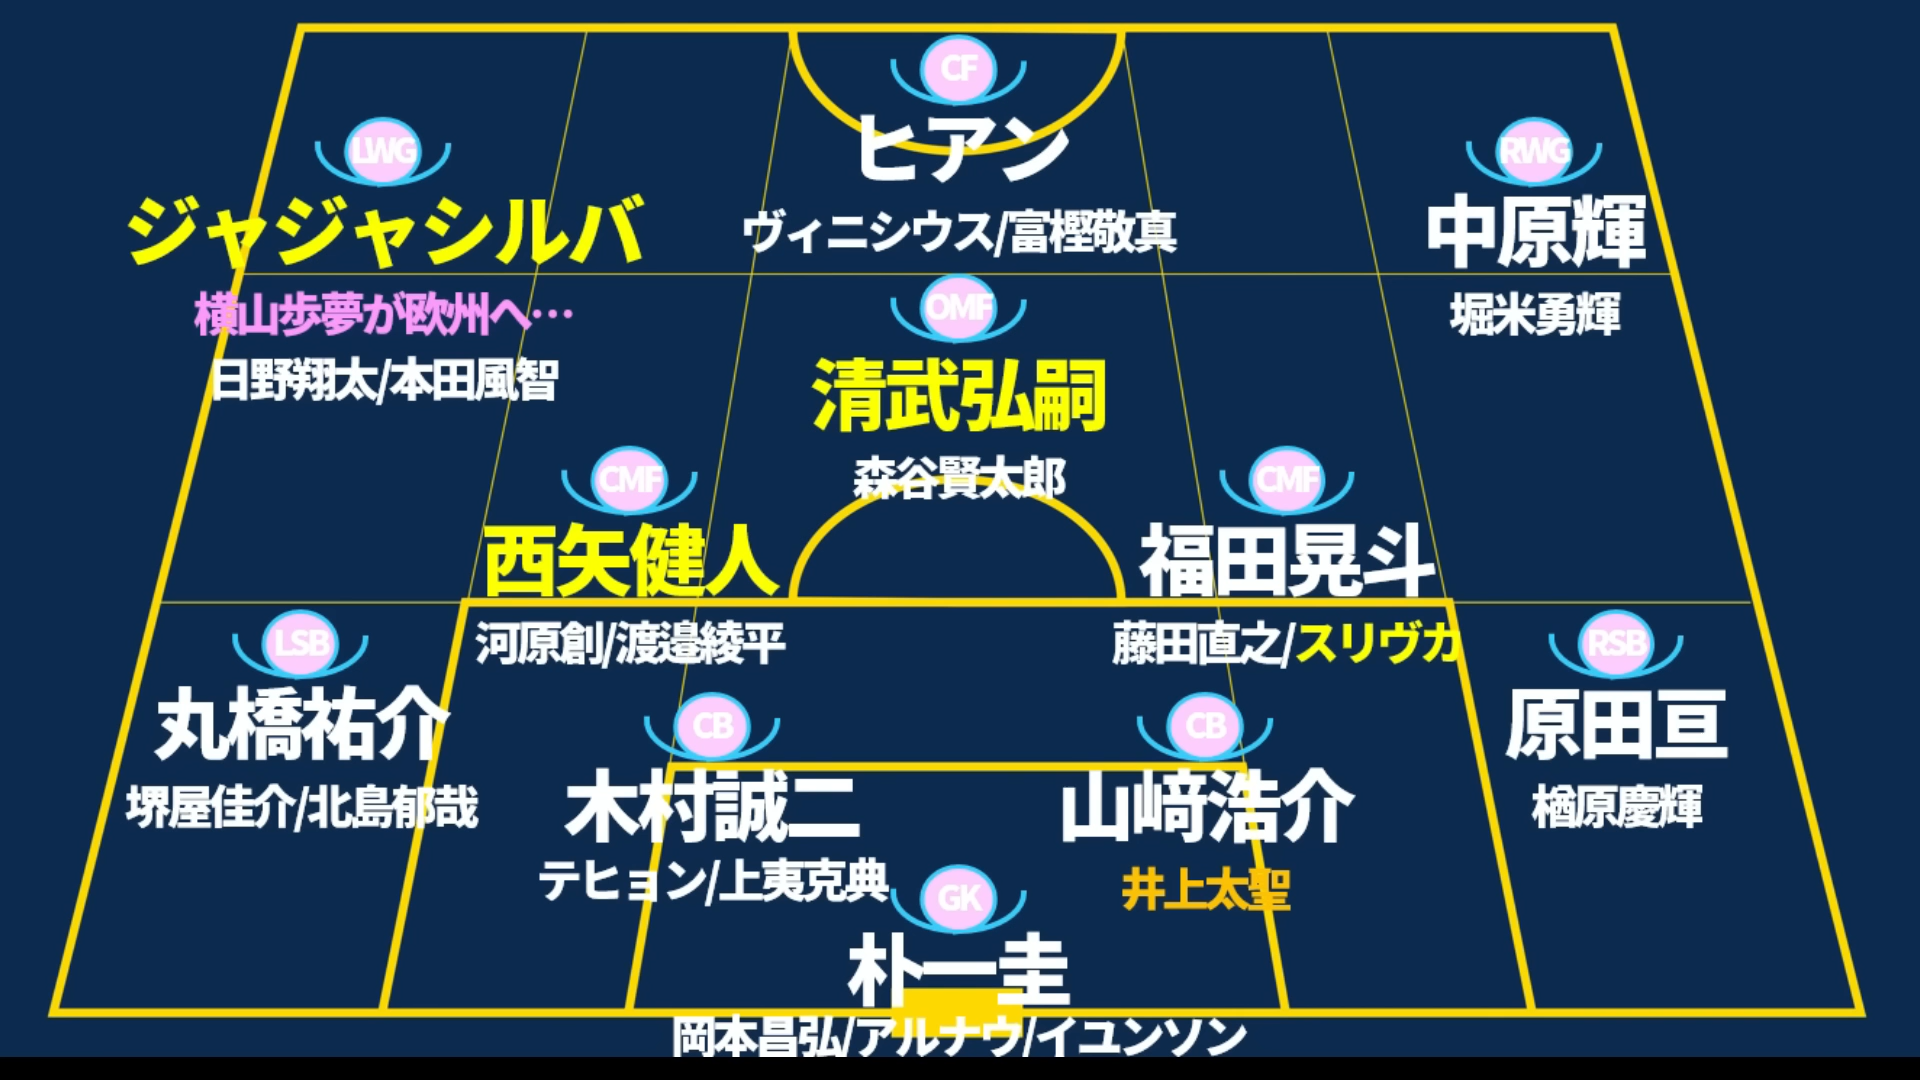 CF
ヒアン
ヴィニシウス/富樫敬真
LWG
ジャジャシルバ
横山歩夢が欧州へ…
日野翔太/本田風智
RWG
中原輝
堀米勇輝
OMF
清武弘嗣
森谷賢太郎
CMF
西矢健人
河原創/渡邉綾平
CMF
福田晃斗
藤田直之/スリヴカ
LSB
丸橋祐介
堺屋佳介/北島郁哉
CB
木村誠二
テヒョン/上夷克典
CB
山﨑浩介
井上太聖
RSB
原田亘
楢原慶輝
GK
朴一圭
岡本昌弘/アルナウ/イユンソン